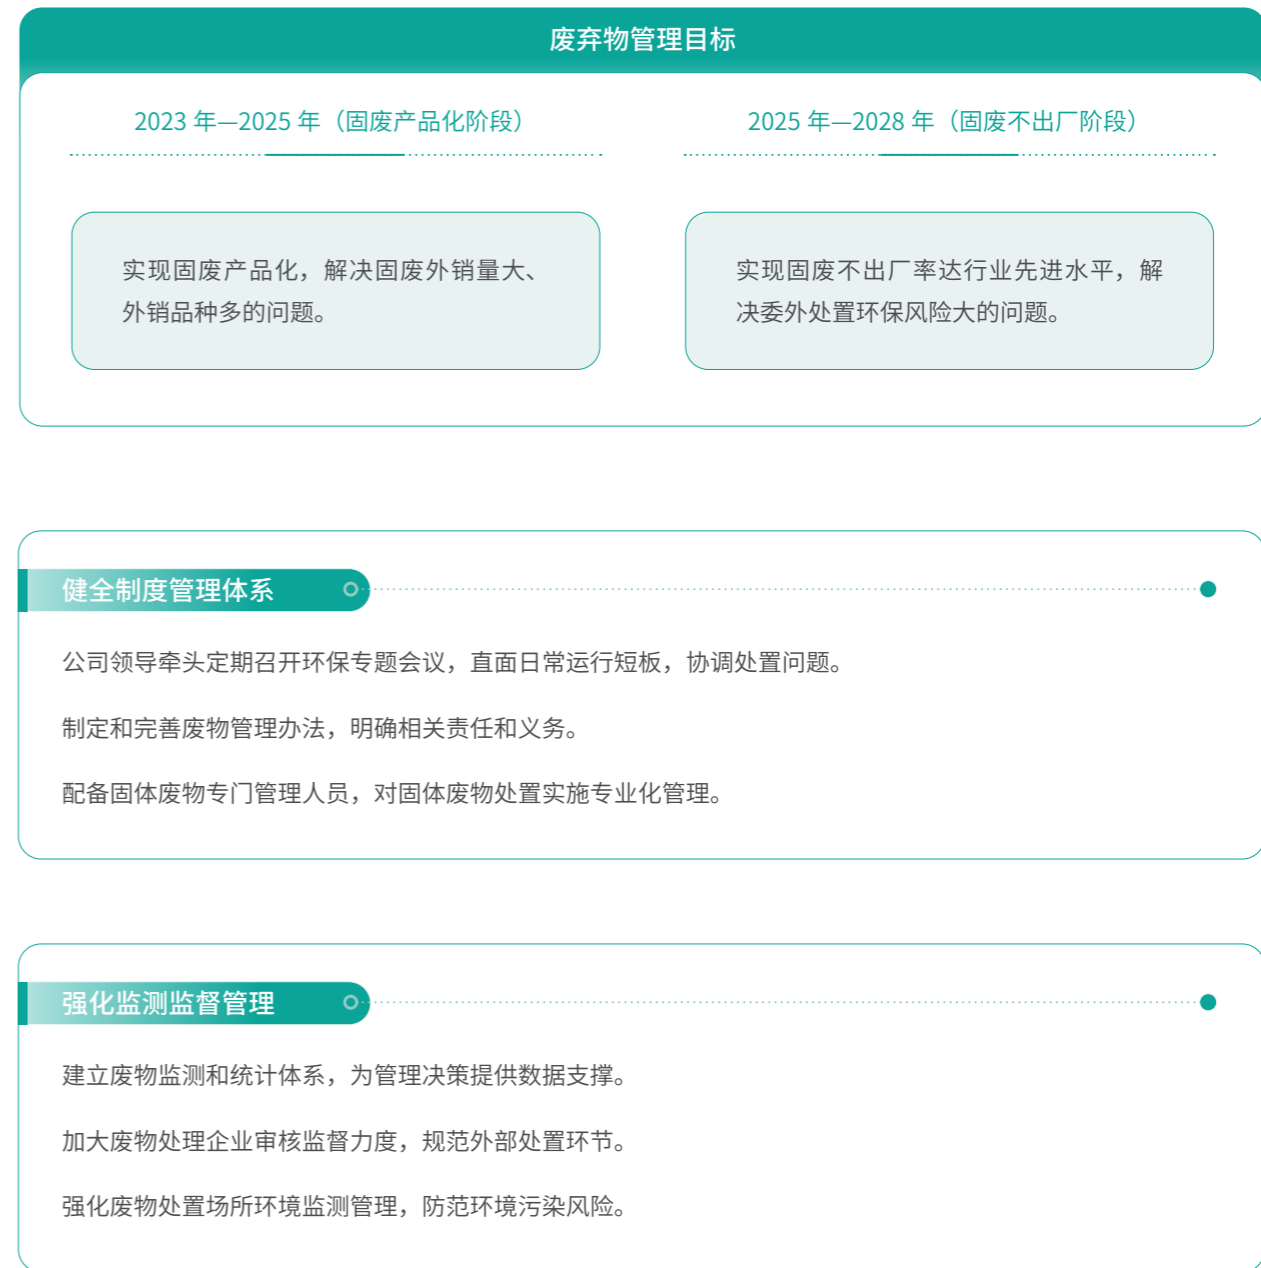 废弃物管理目标
2023 年—2025 年（固废产品化阶段）
实现固废产品化，解决固废外销量大、
外销品种多的问题。
2025 年—2028 年（固废不出厂阶段）
实现固废不出厂率达行业先进水平，解
决委外处置环保风险大的问题。
健全制度管理体系
公司领导牵头定期召开环保专题会议，直面日常运行短板，协调处置问题。
制定和完善废物管理办法，明确相关责任和义务。
配备固体废物专门管理人员，对固体废物处置实施专业化管理。
强化监测监督管理
建立废物监测和统计体系，为管理决策提供数据支撑。
加大废物处理企业审核监督力度，规范外部处置环节。
强化废物处置场所环境监测管理，防范环境污染风险。